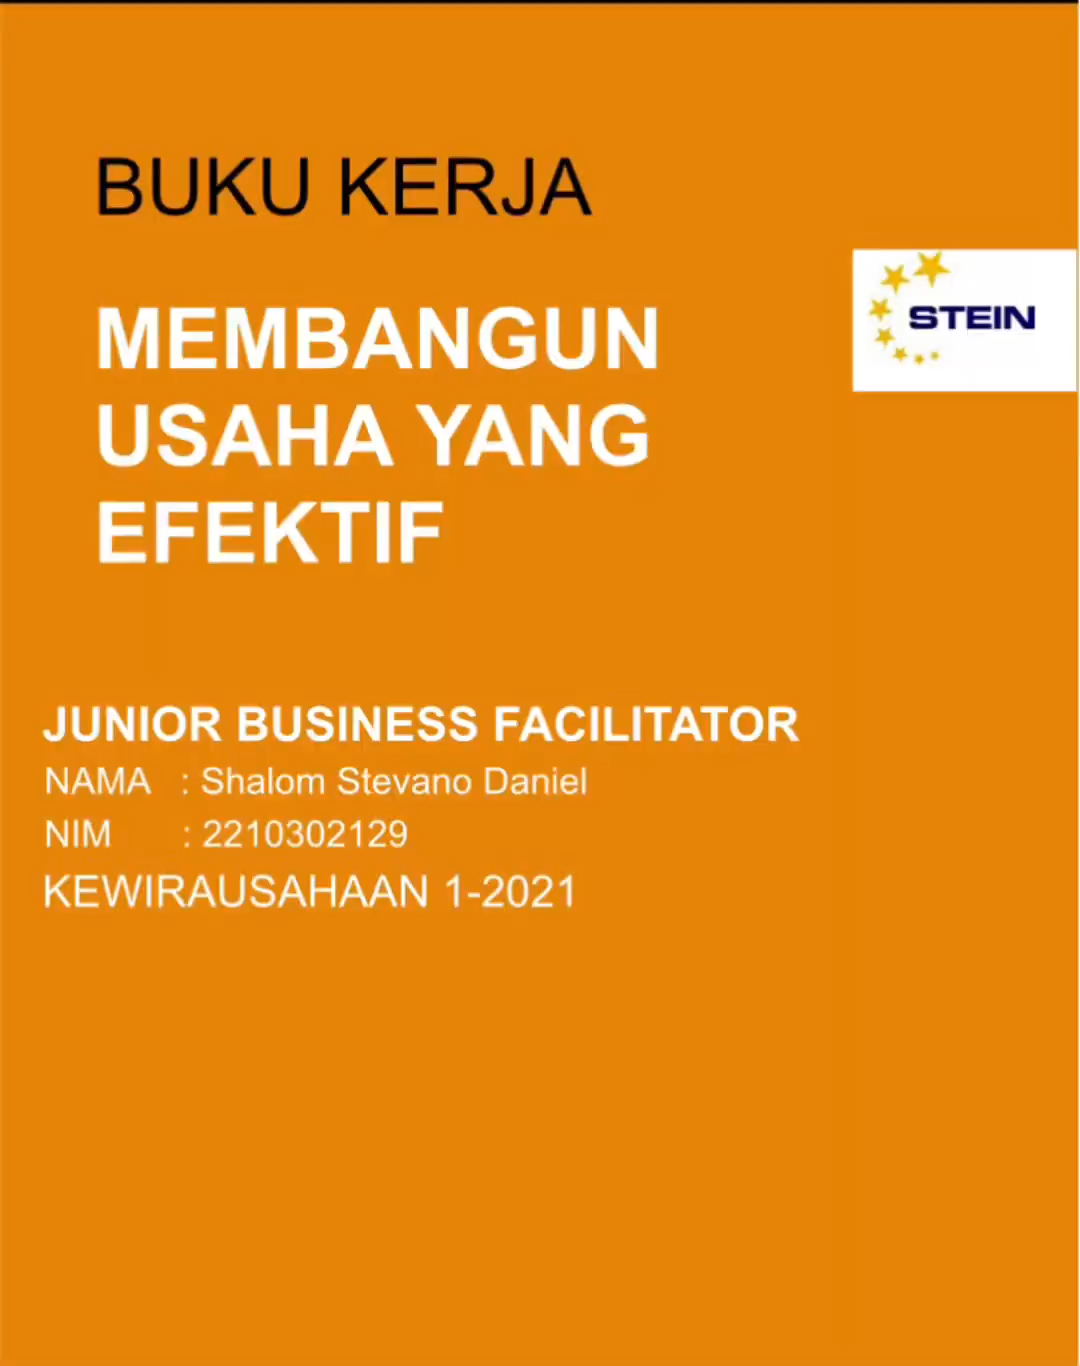 BUKU KERJA
STEIN
MEMBANGUN
USAHA YANG
EFEKTIF
JUNIOR BUSINESS FACILITATOR
NAMA : Shalom Stevano Daniel
NIM : 2210302129
KEWIRAUSAHAAN 1-2021